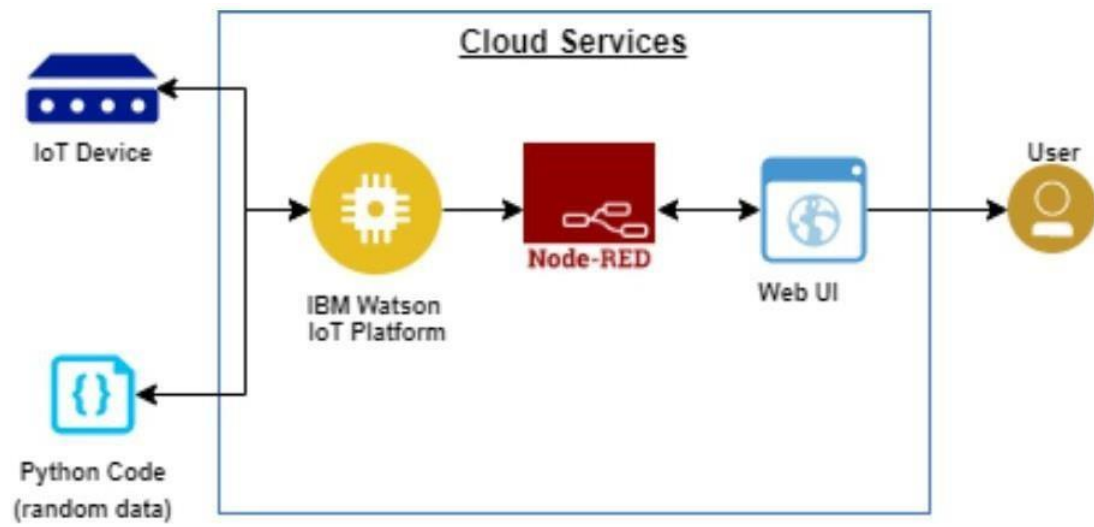 Cloud Services
IoT Device
User
Node-RED
IBM Watson
IoT Platform
Web UI
Python Code
(random data)